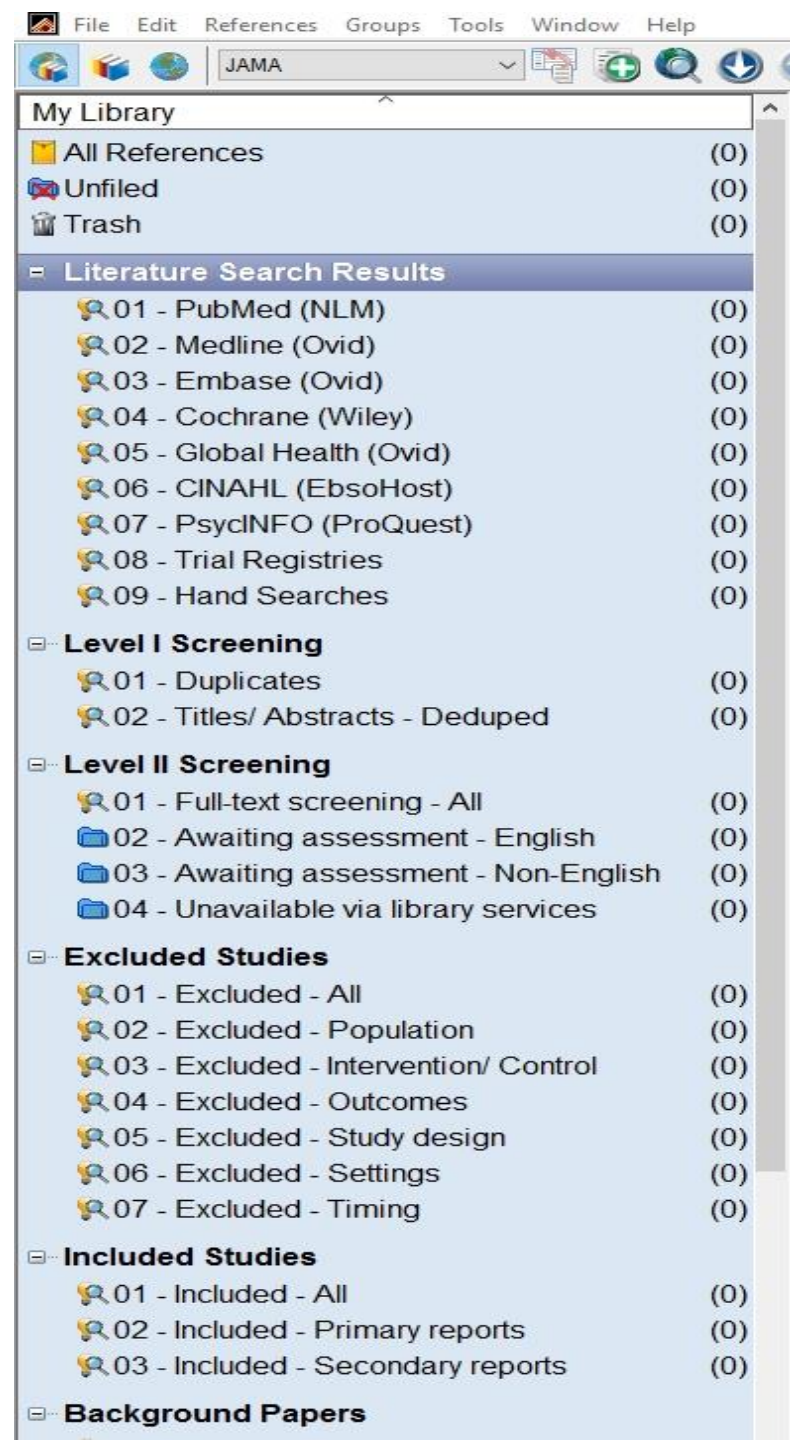 File Edit References Groups Tools Window Help
JAMA
My Library
All References (0)
Unfiled (0)
Trash (0)
Literature Search Results
01 - PubMed (NLM) (0)
02 - Medline (Ovid) (0)
03 - Embase (Ovid) (0)
04 - Cochrane (Wiley) (0)
05 - Global Health (Ovid) (0)
06 - CINAHL (EbsoHost) (0)
07 - PsycINFO (ProQuest) (0)
08 - Trial Registries (0)
09 - Hand Searches (0)
Level I Screening
01 - Duplicates (0)
02 - Titles/ Abstracts - Deduped (0)
Level II Screening
01 - Full-text screening - All (0)
02 - Awaiting assessment - English (0)
03 - Awaiting assessment - Non-English (0)
04 - Unavailable via library services (0)
Excluded Studies
01 - Excluded - All (0)
02 - Excluded - Population (0)
03 - Excluded - Intervention/ Control (0)
04 - Excluded - Outcomes (0)
05 - Excluded - Study design (0)
06 - Excluded - Settings (0)
07 - Excluded - Timing (0)
Included Studies
01 - Included - All (0)
02 - Included - Primary reports (0)
03 - Included - Secondary reports (0)
Background Papers